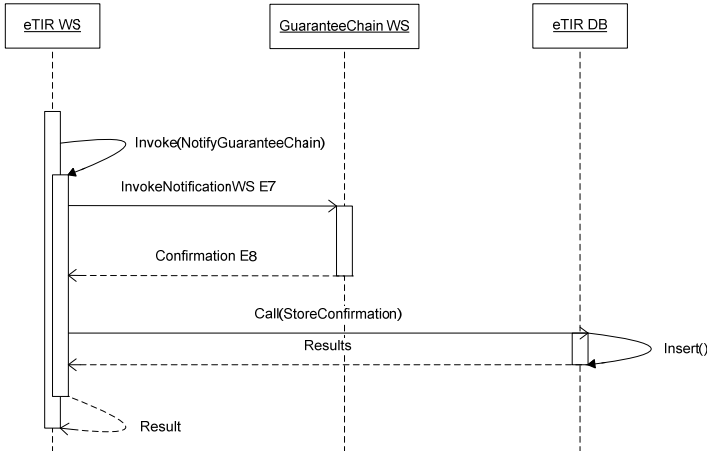 eTIR WS
GuaranteeChain WS
eTIR DB
Invoke(NotifyGuaranteeChain)
InvokeNotificationWS E7
Confirmation E8
Call(StoreConfirmation)
Results
Insert()
Result